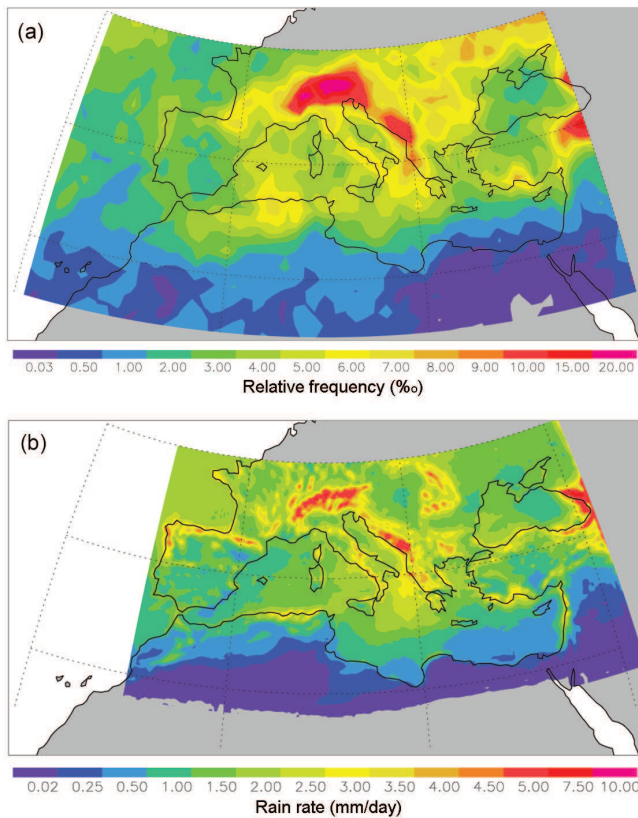 (a)
0.03 0.50 1.00 2.00 3.00 4.00 5.00 6.00 7.00 8.00 9.00 10.00 15.00 20.00
Relative frequency (‰)
(b)
0.02 0.25 0.50 1.00 1.50 2.00 2.50 3.00 3.50 4.00 4.50 5.00 7.50 10.00
Rain rate (mm/day)